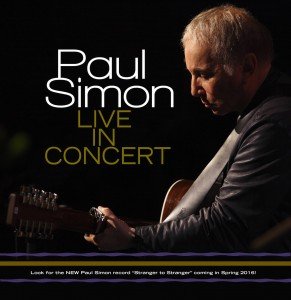 Paul
Simon
LIVE
IN
CONCERT
Look for the NEW Paul Simon record "Stranger to Stranger" coming in Spring 2016!